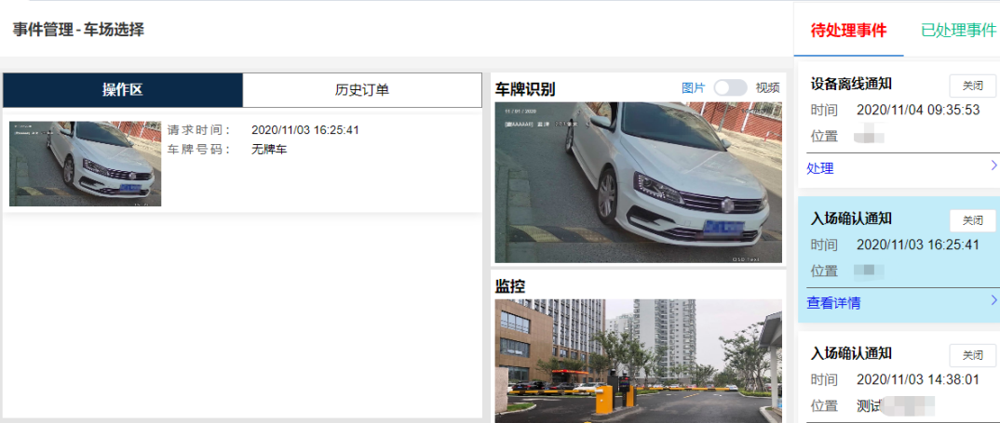 事件管理-车场选择
操作区
历史订单
请求时间： 2020/11/03 16:25:41
车牌号码： 无牌车
车牌识别
图片
视频
11 / 01 / 2020
OSD Text
监控
待处理事件
已处理事件
设备离线通知
关闭
时间 2020/11/04 09:35:53
位置
处理
入场确认通知
关闭
时间 2020/11/03 16:25:41
位置
查看详情
入场确认通知
关闭
时间 2020/11/03 14:38:01
位置 测试